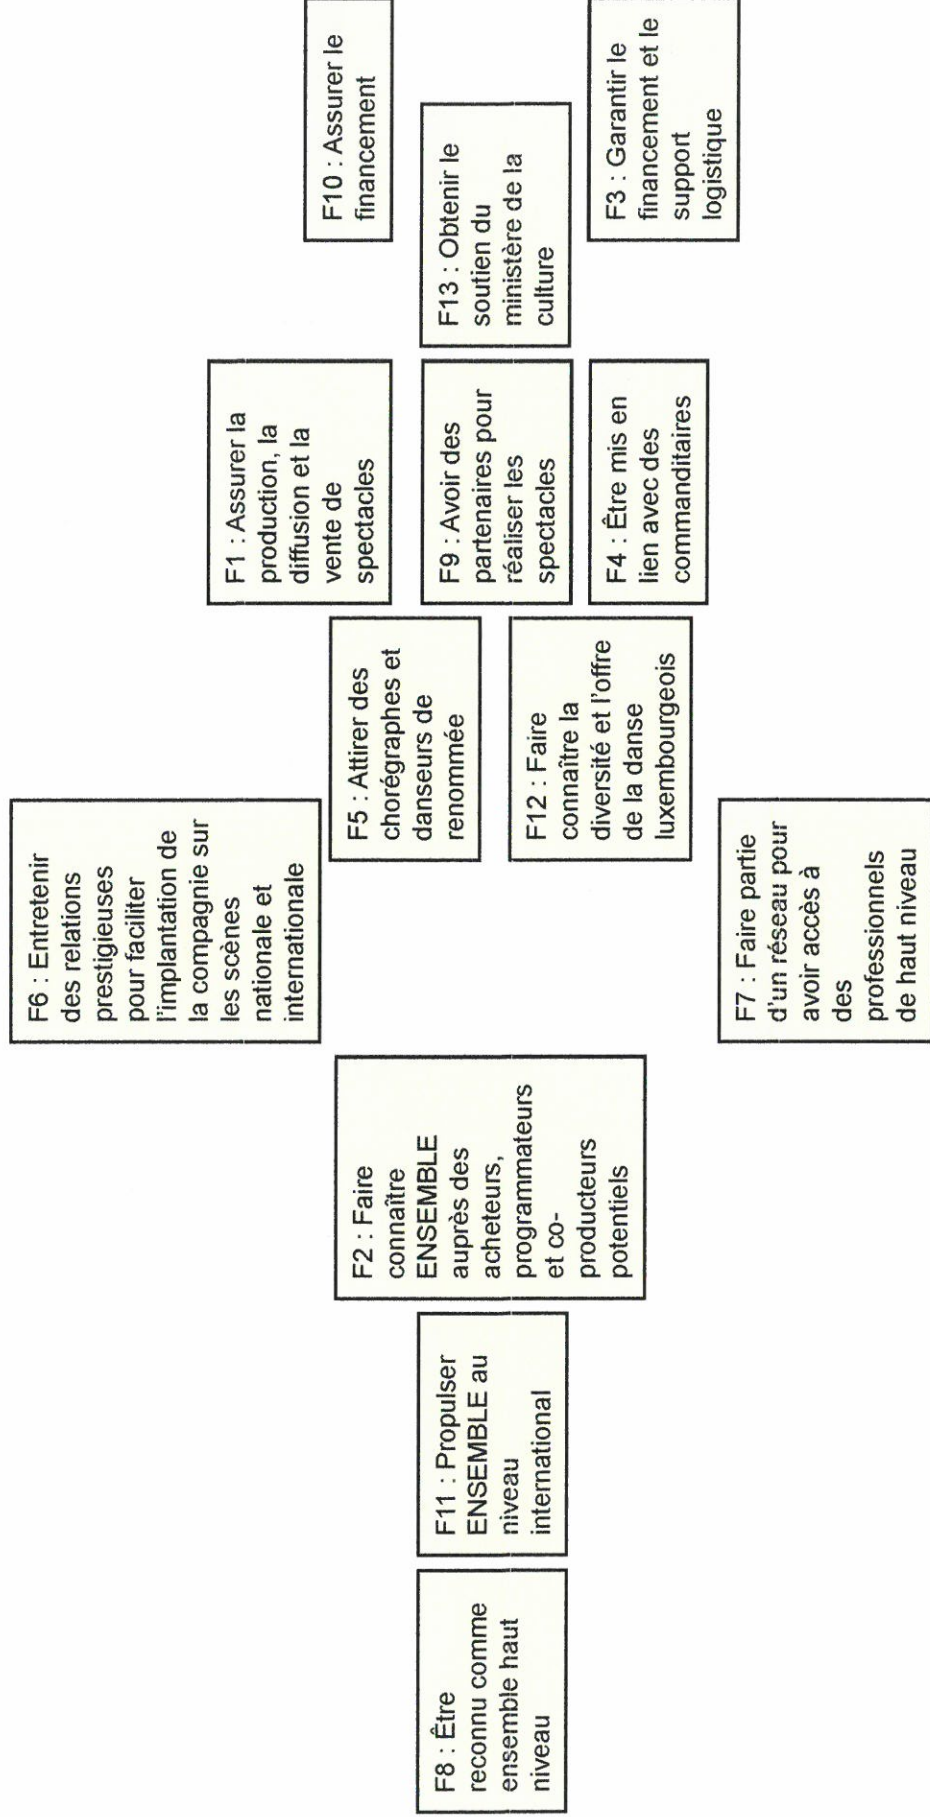 F8 : Être
reconnu comme
ensemble haut
niveau
F11 : Propulser
ENSEMBLE au
niveau
international
F2 : Faire
connaître
ENSEMBLE
auprès des
acheteurs,
programmateurs
et co-
producteurs
potentiels
F6 : Entretenir
des relations
prestigieuses
pour faciliter
l'implantation de
la compagnie sur
les scènes
nationale et
internationale
F7 : Faire partie
d'un réseau pour
avoir accès à
des
professionnels
de haut niveau
F5 : Attirer des
chorégraphes et
danseurs de
renommée
F12 : Faire
connaître la
diversité et l'offre
de la danse
luxembourgeois
F1 : Assurer la
production, la
diffusion et la
vente de
spectacles
F9 : Avoir des
partenaires pour
réaliser les
spectacles
F4 : Être mis en
lien avec des
commanditaires
F13 : Obtenir le
soutien du
ministère de la
culture
F10 : Assurer le
financement
F3 : Garantir le
financement et le
support
logistique